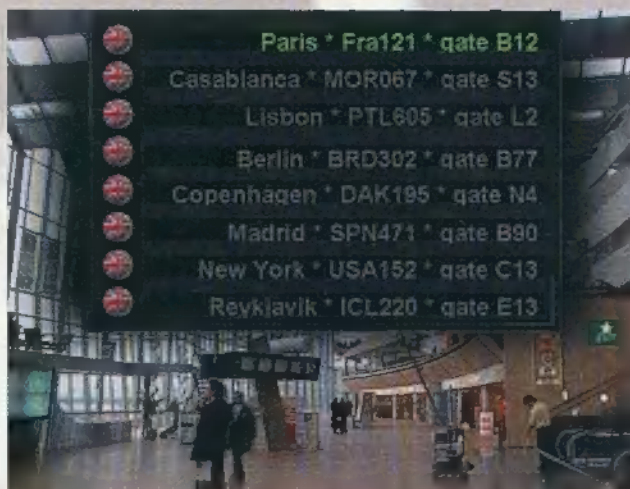 Paris * Fra121 * gate B12
Casablanca * MOR067 * gate S13
Lisbon * PTL605 * gate L2
Berlin * BRD302 * gate B77
Copenhagen * DAK195 * gate N4
Madrid * SPN471 * gate B90
New York * USA152 * gate C13
Reykjavik * ICL220 * gate E13